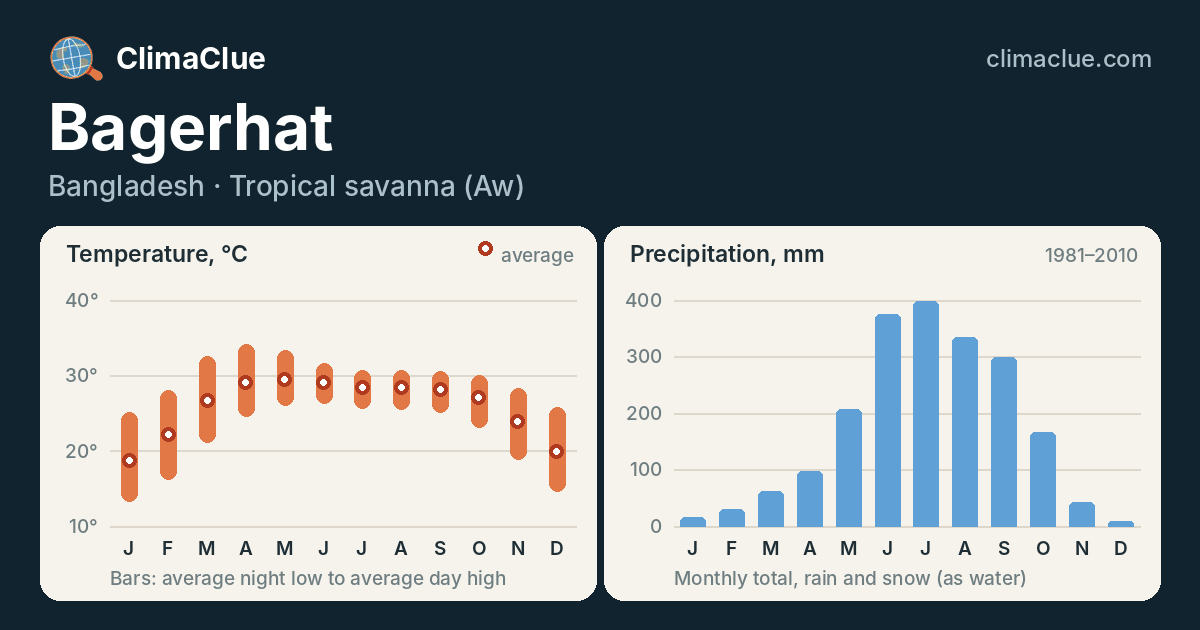 ClimaClue
climaclue.com
Bagerhat
Bangladesh · Tropical savanna (Aw)
Temperature, °C
average
40°
30°
20°
10°
J F M A M J J A S O N D
Bars: average night low to average day high
Precipitation, mm
1981–2010
400
300
200
100
0
J F M A M J J A S O N D
Monthly total, rain and snow (as water)